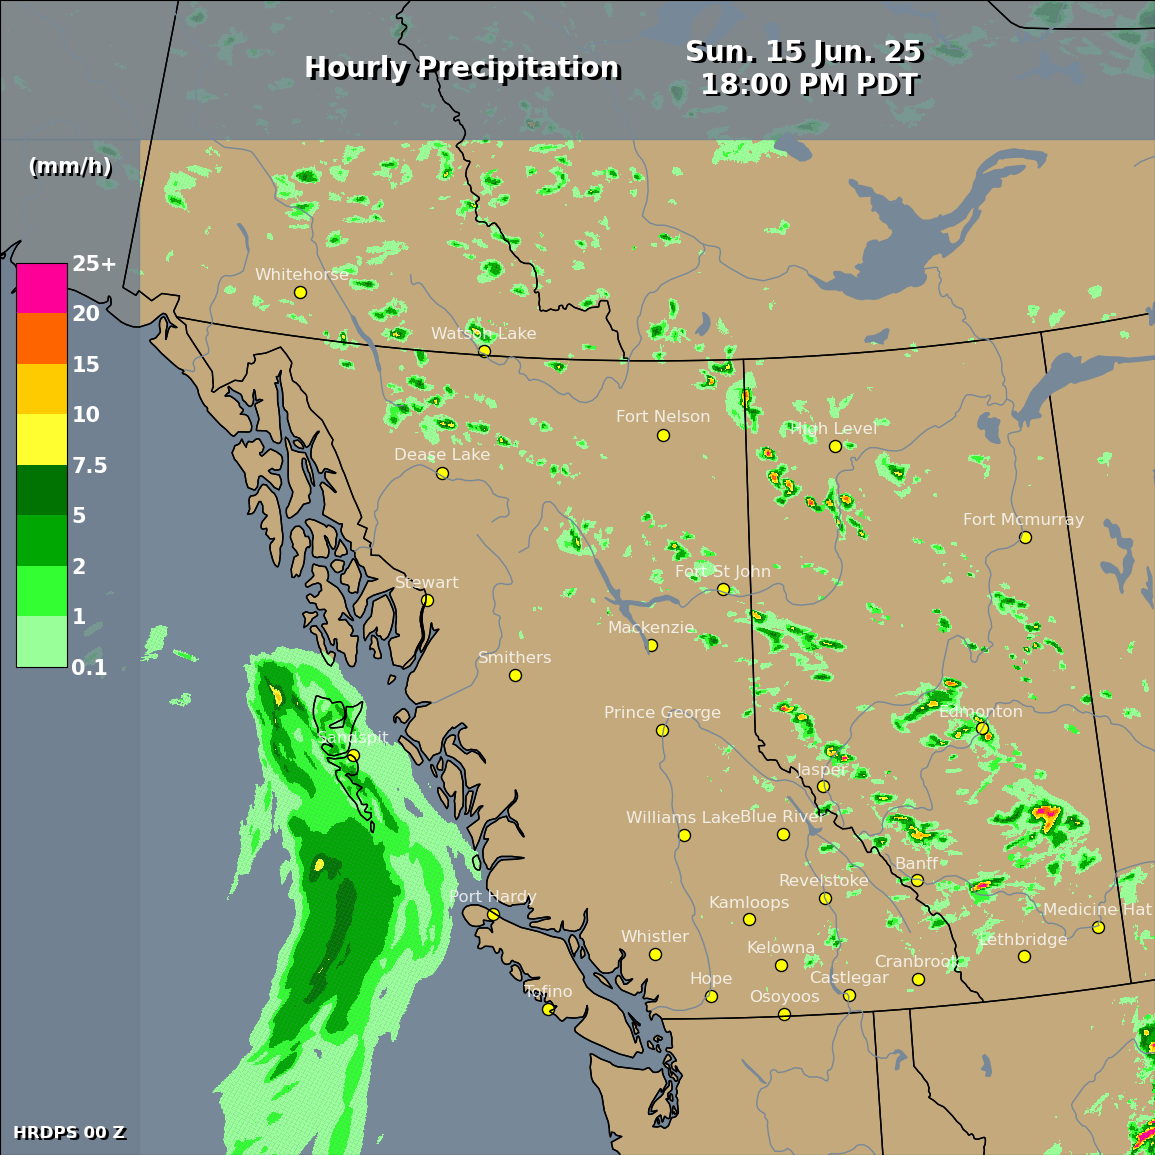 Hourly Precipitation
Sun. 15 Jun. 25
18:00 PM PDT
(mm/h)
25+
20
15
10
7.5
5
2
1
0.1
Whitehorse
Watson Lake
Fort Nelson
High Level
Dease Lake
Fort Mcmurray
Stewart
Fort St John
Mackenzie
Smithers
Prince George
Edmonton
Sandspit
Jasper
Williams Lake
Blue River
Banff
Revelstoke
Port Hardy
Kamloops
Medicine Hat
Whistler
Kelowna
Lethbridge
Cranbrook
Hope
Castlegar
Tofino
Osoyoos
HRDPS 00 Z